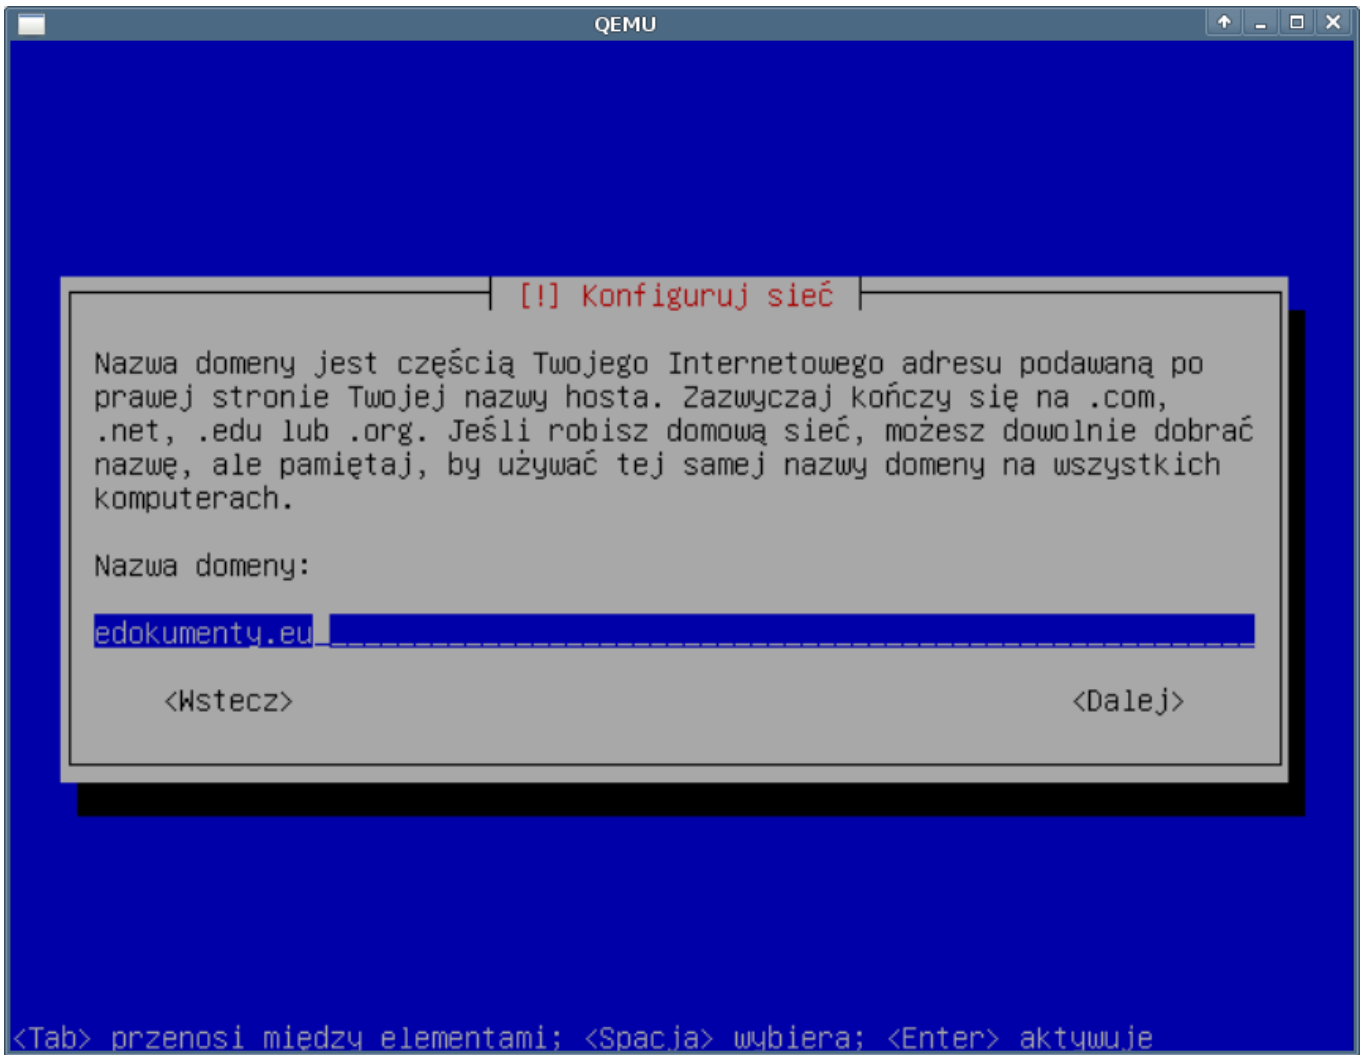 QEMU
[!] Konfiguruj sieć
Nazwa domeny jest częścią Twojego Internetowego adresu podawaną po
prawej stronie Twojej nazwy hosta. Zazwyczaj kończy się na .com,
.net, .edu lub .org. Jeśli robisz domową sieć, możesz dowolnie dobrać
nazwę, ale pamiętaj, by używać tej samej nazwy domeny na wszystkich
komputerach.
Nazwa domeny:
edokumenty.eu
<Wstecz> <Dalej>
<Tab> przenosi między elementami; <Spacja> wybiera; <Enter> aktywuje